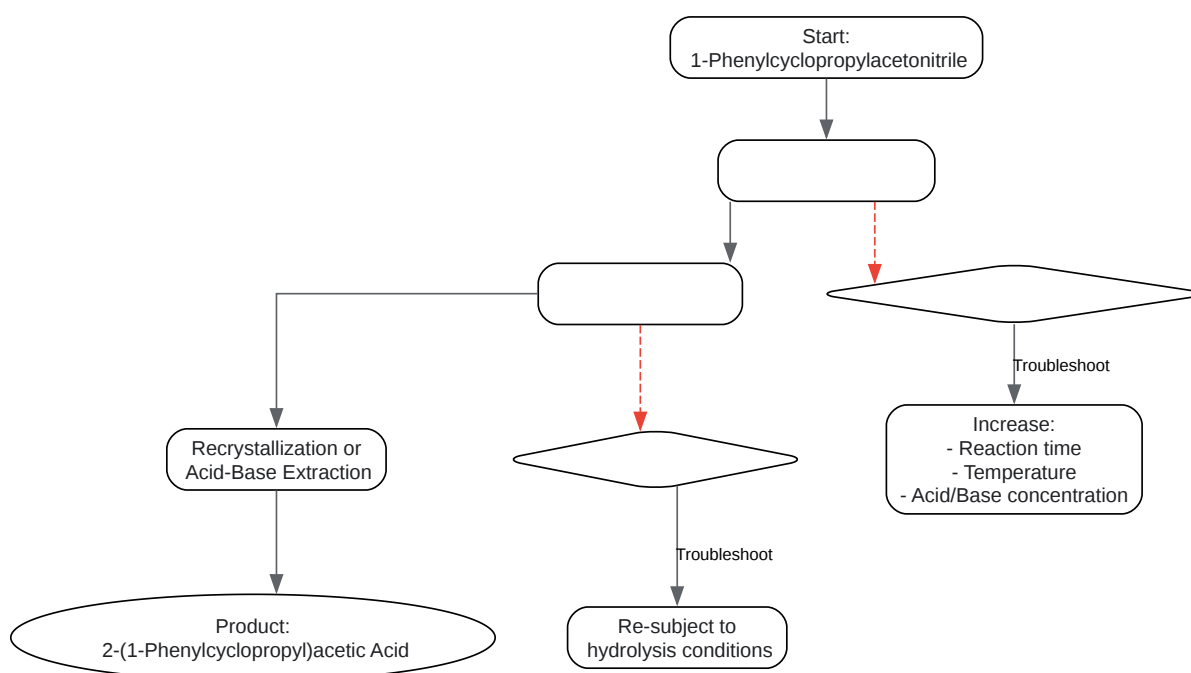 Start:
1-Phenylcyclopropylacetonitrile
Troubleshoot
Increase:
- Reaction time
- Temperature
- Acid/Base concentration
Recrystallization or
Acid-Base Extraction
Troubleshoot
Product:
2-(1-Phenylcyclopropyl)acetic Acid
Re-subject to
hydrolysis conditions